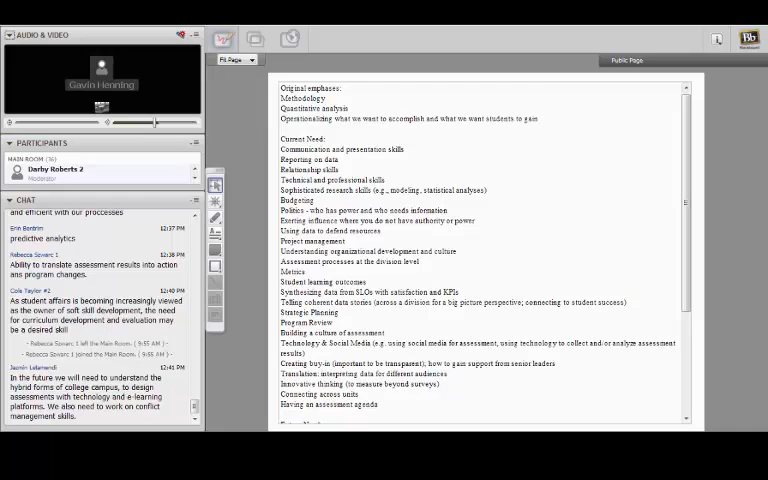 AUDIO & VIDEO
Gavin Henning
PARTICIPANTS
MAIN ROOM (36)
Darby Roberts 2
Moderator
CHAT
and efficient with our proccesses
Erin Bentrim 12:37 PM
predictive analytics
Rebecca Szwarc 1 12:38 PM
Ability to translate assessment results into action
ans program changes.
Cole Taylor #2 12:40 PM
As student affairs is becoming increasingly viewed
as the owner of soft skill development, the need
for curriculum development and evaluation may
be a desired skill
- Rebecca Szwarc 1 left the Main Room. ( 9:55 AM ) -
- Rebecca Szwarc 1 joined the Main Room. ( 9:55 AM ) -
Jasmin Letamendi 12:41 PM
In the future we will need to understand the
hybrid forms of college campus, to design
assessments with technology and e-learning
platforms. We also need to work on conflict
management skills.
Fit Page
Public Page
Bb
Original emphases:
Methodology
Quantitative analysis
Operationalizing what we want to accomplish and what we want students to gain
Current Need:
Communication and presentation skills
Reporting on data
Relationship skills
Technical and professional skills
Sophisticated research skills (e.g., modeling, statistical analyses)
Budgeting
Politics - who has power and who needs information
Exerting influence where you do not have authority or power
Using data to defend resources
Project management
Understanding organizational development and culture
Assessment processes at the division level
Metrics
Student learning outcomes
Synthesizing data from SLOs with satisfaction and KPIs
Telling coherent data stories (across a division for a big picture perspective; connecting to student success)
Strategic Planning
Program Review
Building a culture of assessment
Technology & Social Media (e.g. using social media for assessment, using technology to collect and/or analyze assessment
results)
Creating buy-in (important to be transparent), how to gain support from senior leaders
Translation; interpreting data for different audiences
Innovative thinking (to measure beyond surveys)
Connecting across units
Having an assessment agenda